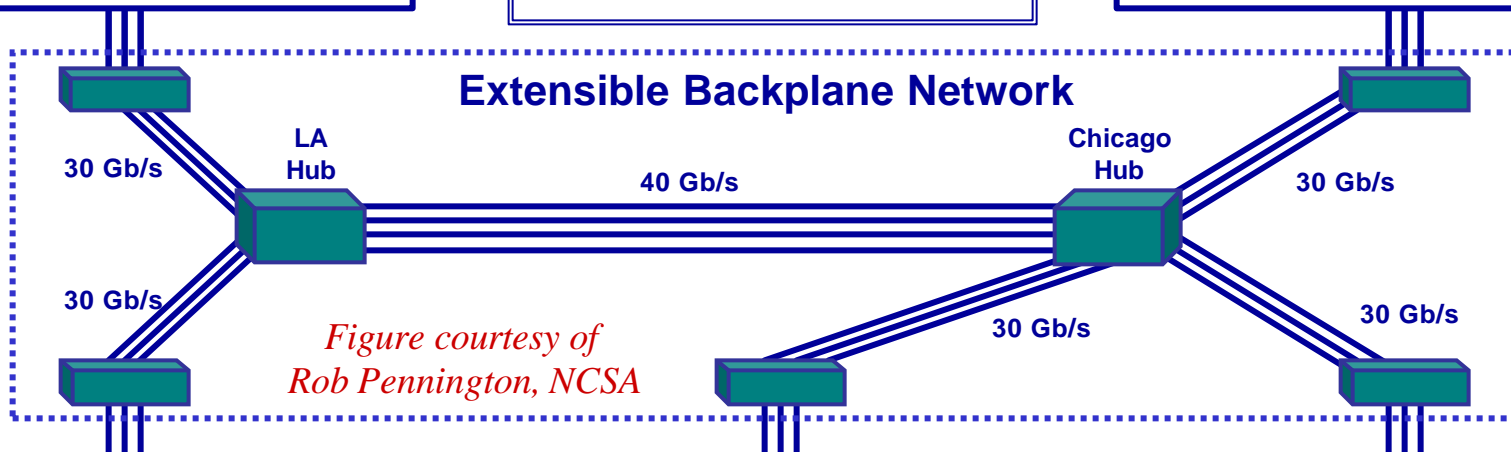 Extensible Backplane Network
LA
Hub
Chicago
Hub
30 Gb/s
40 Gb/s
30 Gb/s
30 Gb/s
30 Gb/s
30 Gb/s
Figure courtesy of
Rob Pennington, NCSA